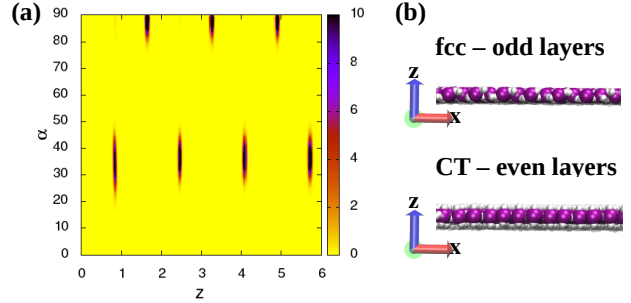 (a)
90
80
70
60
50
40
30
20
10
0
α
0 1 2 3 4 5 6
z
10
8
6
4
2
0
(b)
fcc – odd layers
z
x
CT – even layers
z
x